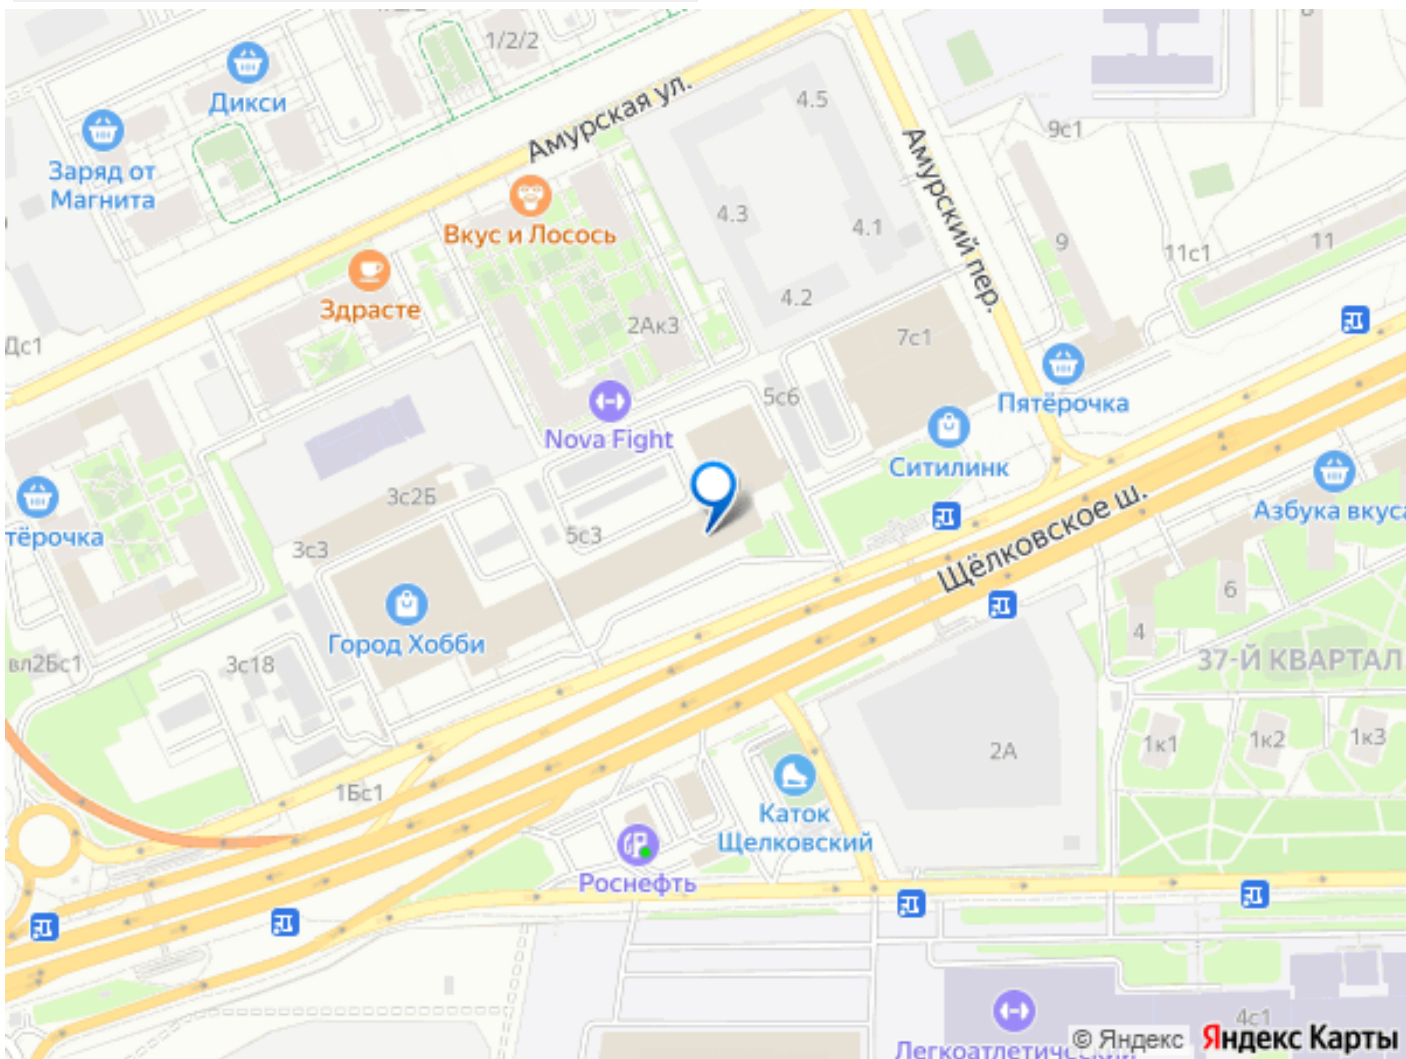 1/2/2
Дикси
4.5
Амурская ул.
9с1
Заряд от
Магнита
Амурский пер.
4.3
4.1
Вкус и Лосось
9
11
11с1
Здрасте
4.2
2Ак3
7с1
Дс1
5с6
Пятёрочка
Nova Fight
Ситилинк
3с2Б
Азбука вкуса
тёрочка
5с3
3с3
Щёлковское ш.
6
4
Город Хобби
37-Й КВАРТАЛ
вл2Бс1
3с18
1к1
1к2
1к3
2А
1Бс1
Каток
Щелковский
Роснефть
4с1
Легкоатлетический
© Яндекс Яндекс Карты